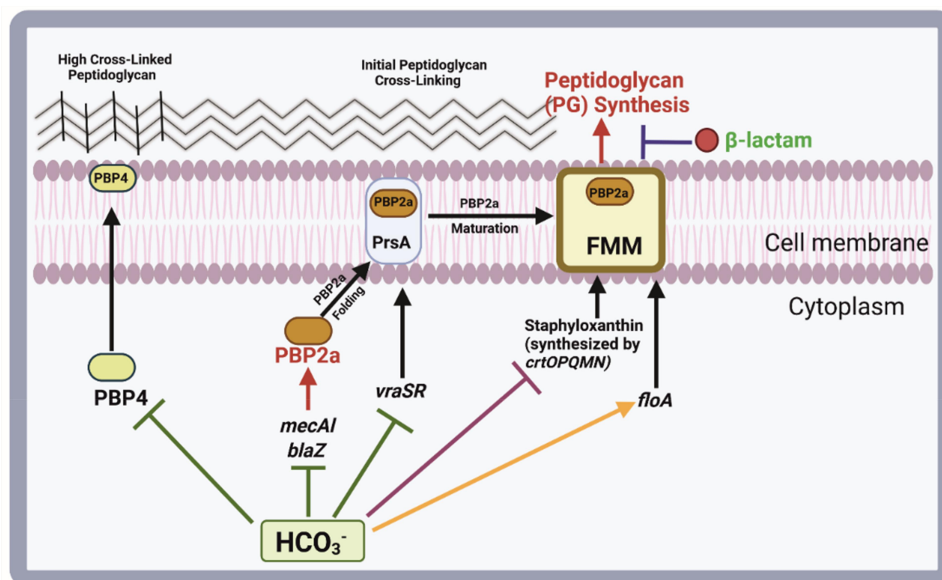 High Cross-Linked
Peptidoglycan
Initial Peptidoglycan
Cross-Linking
Peptidoglycan
(PG) Synthesis
β-lactam
PBP4
PBP2a
PrsA
PBP2a
Maturation
PBP2a
FMM
Cell membrane
Cytoplasm
PBP2a
Folding
PBP2a
Staphyloxanthin
(synthesized by
crtOPQMN)
PBP4
vraSR
floA
mecAI
blaZ
HCO₃⁻